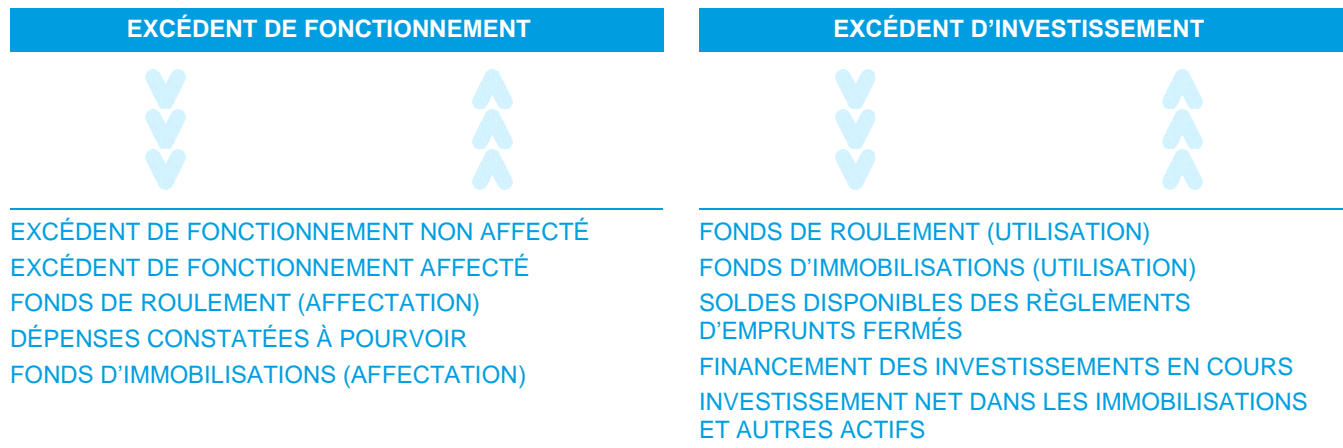 EXCÉDENT DE FONCTIONNEMENT
EXCÉDENT DE FONCTIONNEMENT NON AFFECTÉ
EXCÉDENT DE FONCTIONNEMENT AFFECTÉ
FONDS DE ROULEMENT (AFFECTATION)
DÉPENSES CONSTATÉES À POURVOIR
FONDS D'IMMOBILISATIONS (AFFECTATION)
EXCÉDENT D'INVESTISSEMENT
FONDS DE ROULEMENT (UTILISATION)
FONDS D'IMMOBILISATIONS (UTILISATION)
SOLDES DISPONIBLES DES RÈGLEMENTS
D'EMPRUNTS FERMÉS
FINANCEMENT DES INVESTISSEMENTS EN COURS
INVESTISSEMENT NET DANS LES IMMOBILISATIONS
ET AUTRES ACTIFS